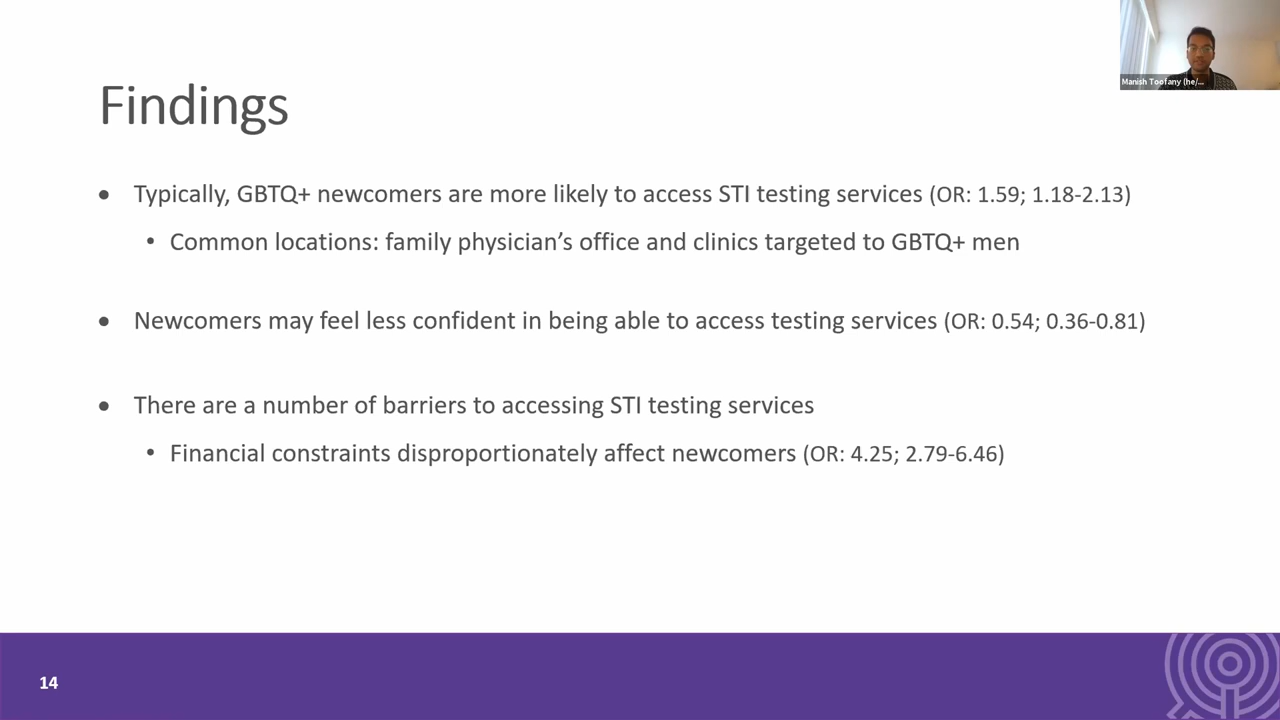 Manish Toofany (he/...
Findings
• Typically, GBTQ+ newcomers are more likely to access STI testing services (OR: 1.59; 1.18-2.13)
• Common locations: family physician’s office and clinics targeted to GBTQ+ men
• Newcomers may feel less confident in being able to access testing services (OR: 0.54; 0.36-0.81)
• There are a number of barriers to accessing STI testing services
• Financial constraints disproportionately affect newcomers (OR: 4.25; 2.79-6.46)
14